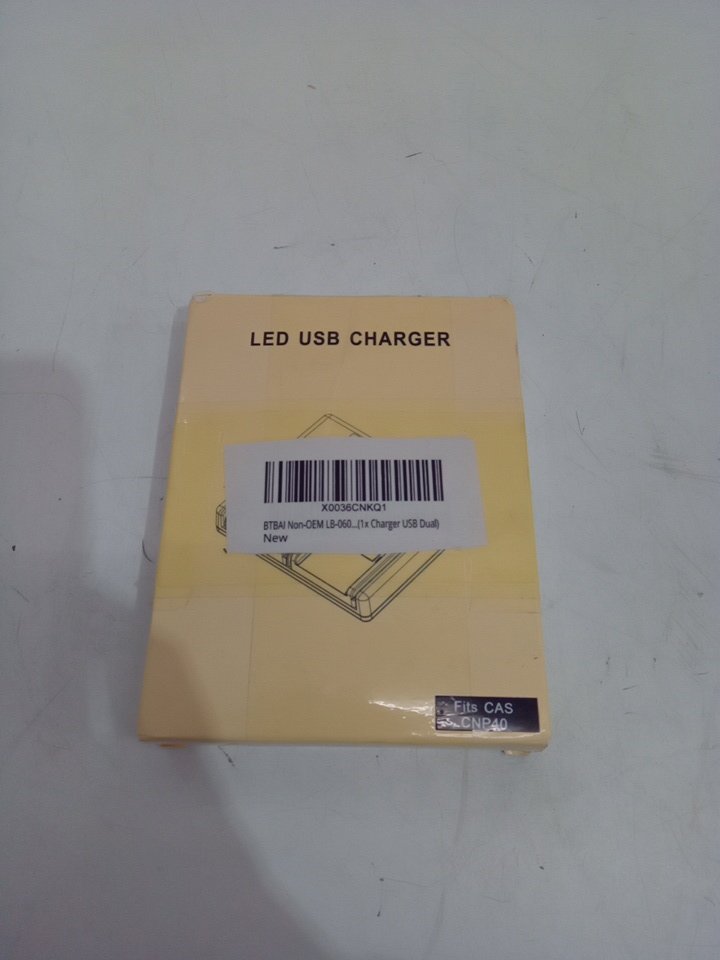 LED USB CHARGER
X0036CNKQ1
BTBAI Non-OEM LB-060...(1x Charger USB Dual)
New
Fits CAS
CNP40